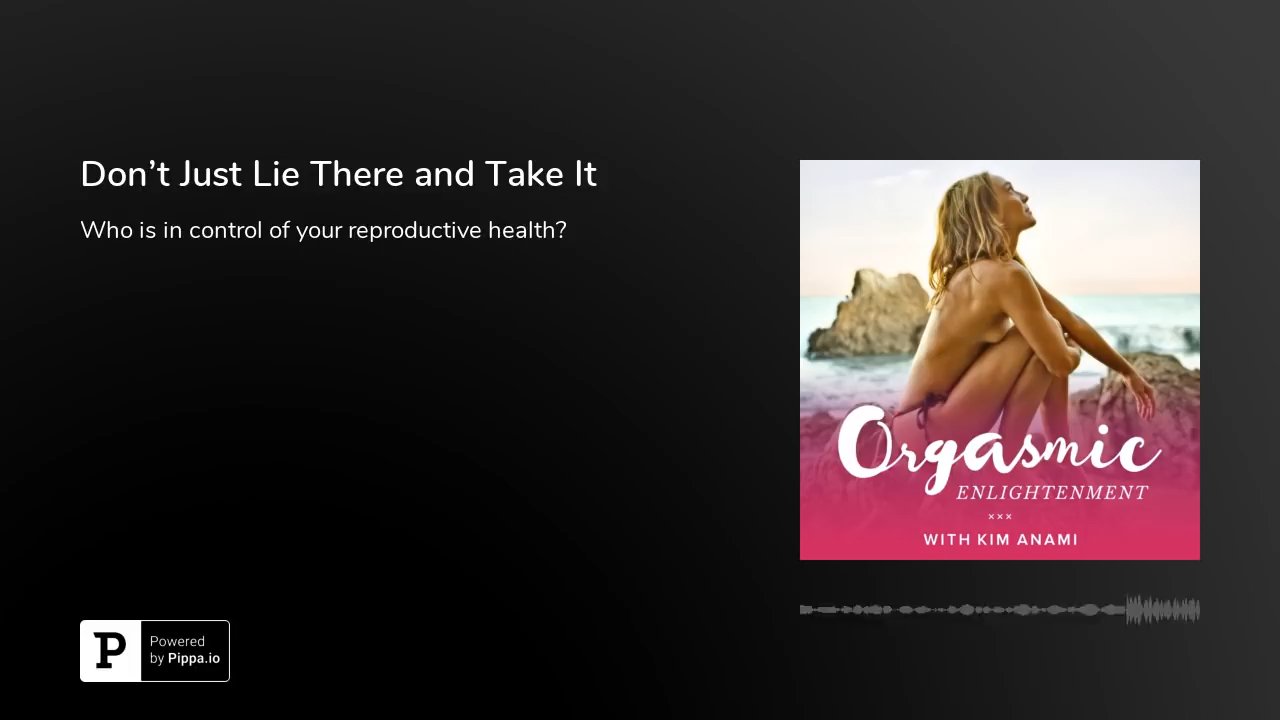 Don’t Just Lie There and Take It
Who is in control of your reproductive health?
Orgasmic
ENLIGHTENMENT
×××
WITH KIM ANAMI
P
Powered
by Pippa.io